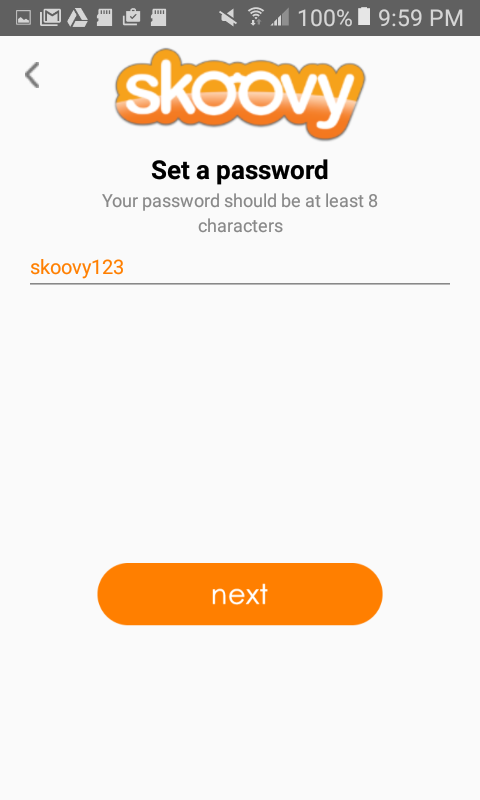 100% 9:59 PM
skoovy
Set a password
Your password should be at least 8
characters
skoovy123
next